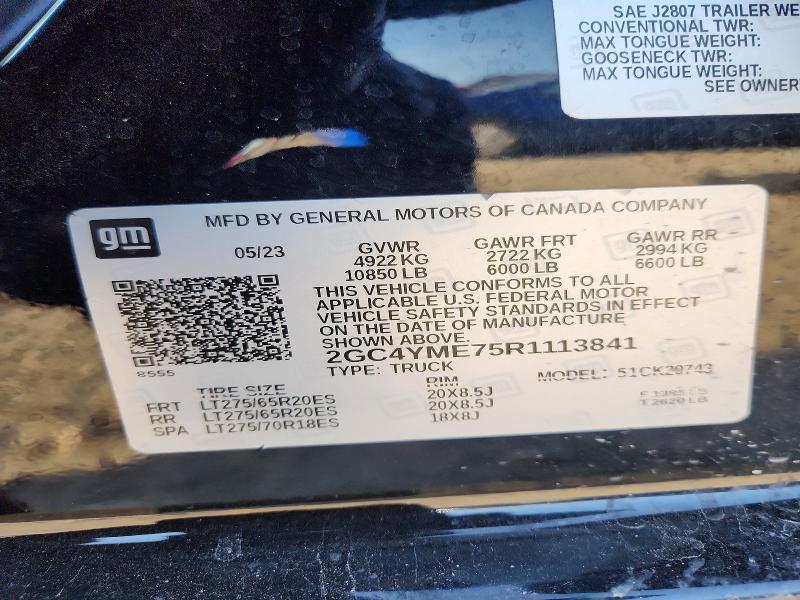 SAE J2807 TRAILER WE
CONVENTIONAL TWR:
MAX TONGUE WEIGHT:
GOOSENECK TWR:
MAX TONGUE WEIGHT:
SEE OWNER
gm
MFD BY GENERAL MOTORS OF CANADA COMPANY
05/23 GVWR GAWR FRT GAWR RR
4922 KG 2722 KG 2994 KG
10850 LB 6000 LB 6600 LB
THIS VEHICLE CONFORMS TO ALL
APPLICABLE U.S. FEDERAL MOTOR
VEHICLE SAFETY STANDARDS IN EFFECT
ON THE DATE OF MANUFACTURE
SHOWN ABOVE.
2GC4YME75R1113841
8555 TYPE: TRUCK MODEL: 51CK20743
TIRE SIZE RIM
FRT LT275/65R20ES 20X8.5J
RR LT275/65R20ES 20X8.5J
SPA LT275/70R18ES 18X8J T 2620 LB